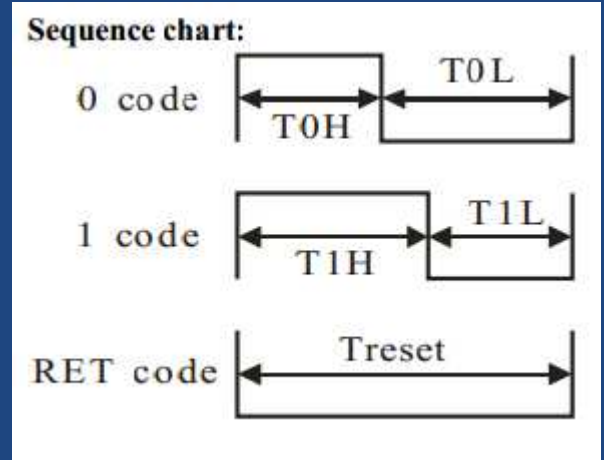 Sequence chart:
0 code
T0H
T0L
1 code
T1H
T1L
RET code
Treset